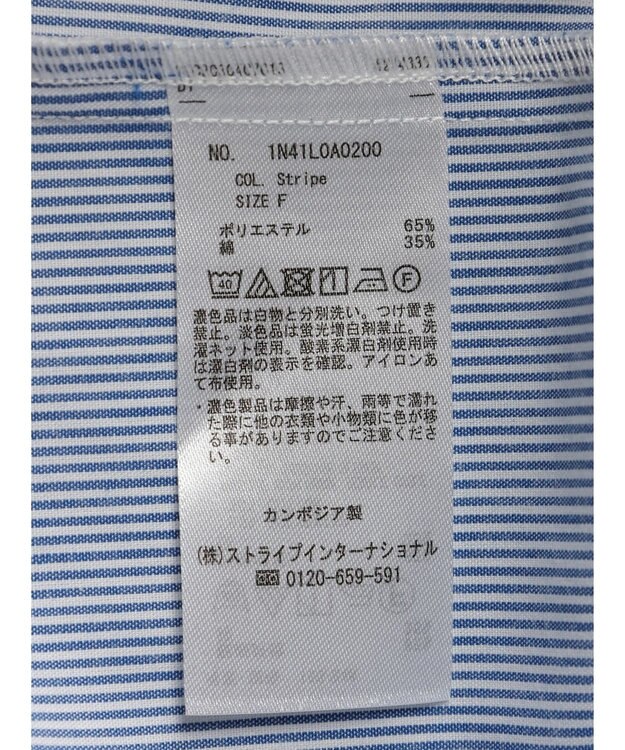 NO. 1N41L0A0200
COL. Stripe
SIZE F
ポリエステル 65%
綿 35%
40 F
濃色品は白物と分別洗い。つけ置き
禁止。淡色品は蛍光増白剤禁止。洗
濯ネット使用。酸素系漂白剤使用時
は漂白剤の表示を確認。アイロンあ
て布使用。
・濃色製品は摩擦や汗、雨等で濡れ
た際に他の衣類や小物類に色が移
る事がありますのでご注意くださ
い。
カンボジア製
(株)ストライプインターナショナル
0120-659-591